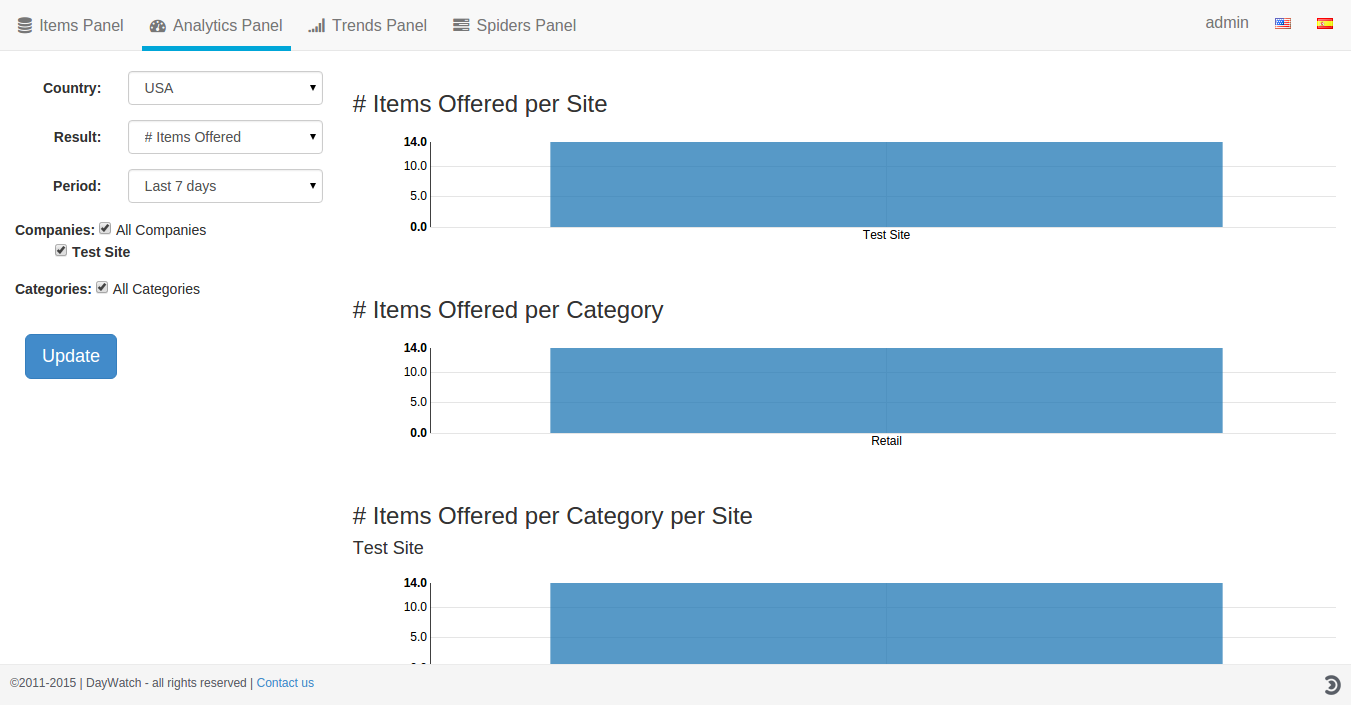 Items Panel Analytics Panel Trends Panel Spiders Panel admin
Country: USA
Result: # Items Offered
Period: Last 7 days
Companies: All Companies
Test Site
Categories: All Categories
Update
# Items Offered per Site
14.0
10.0
5.0
0.0
Test Site
# Items Offered per Category
14.0
10.0
5.0
0.0
Retail
# Items Offered per Category per Site
Test Site
14.0
10.0
5.0
©2011-2015 | DayWatch - all rights reserved | Contact us